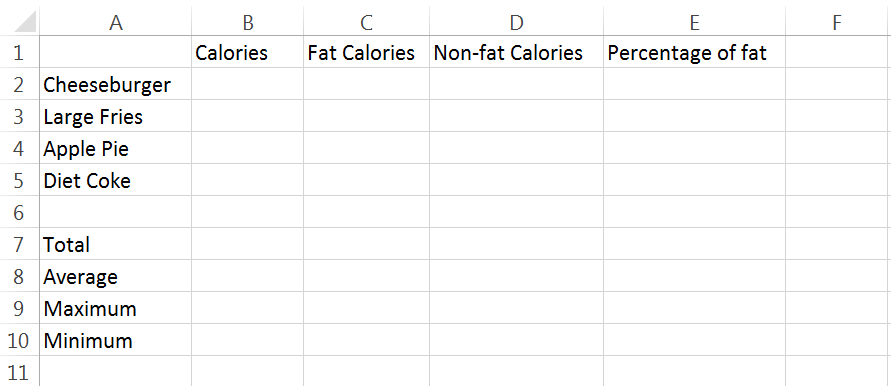 A B C D E F
1 Calories Fat Calories Non-fat Calories Percentage of fat
2 Cheeseburger
3 Large Fries
4 Apple Pie
5 Diet Coke
6
7 Total
8 Average
9 Maximum
10 Minimum
11